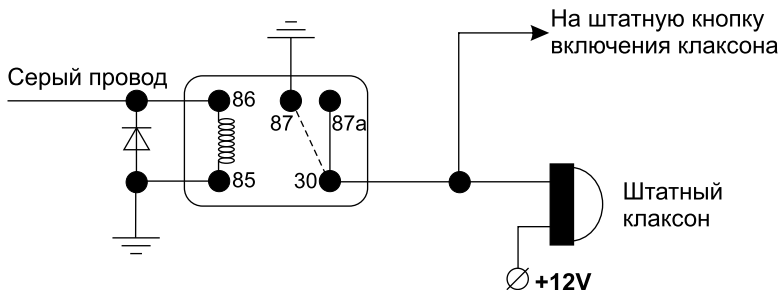 На штатную кнопку
включения клаксона
Серый провод
86
87
87a
85
30
Штатный
клаксон
+12V